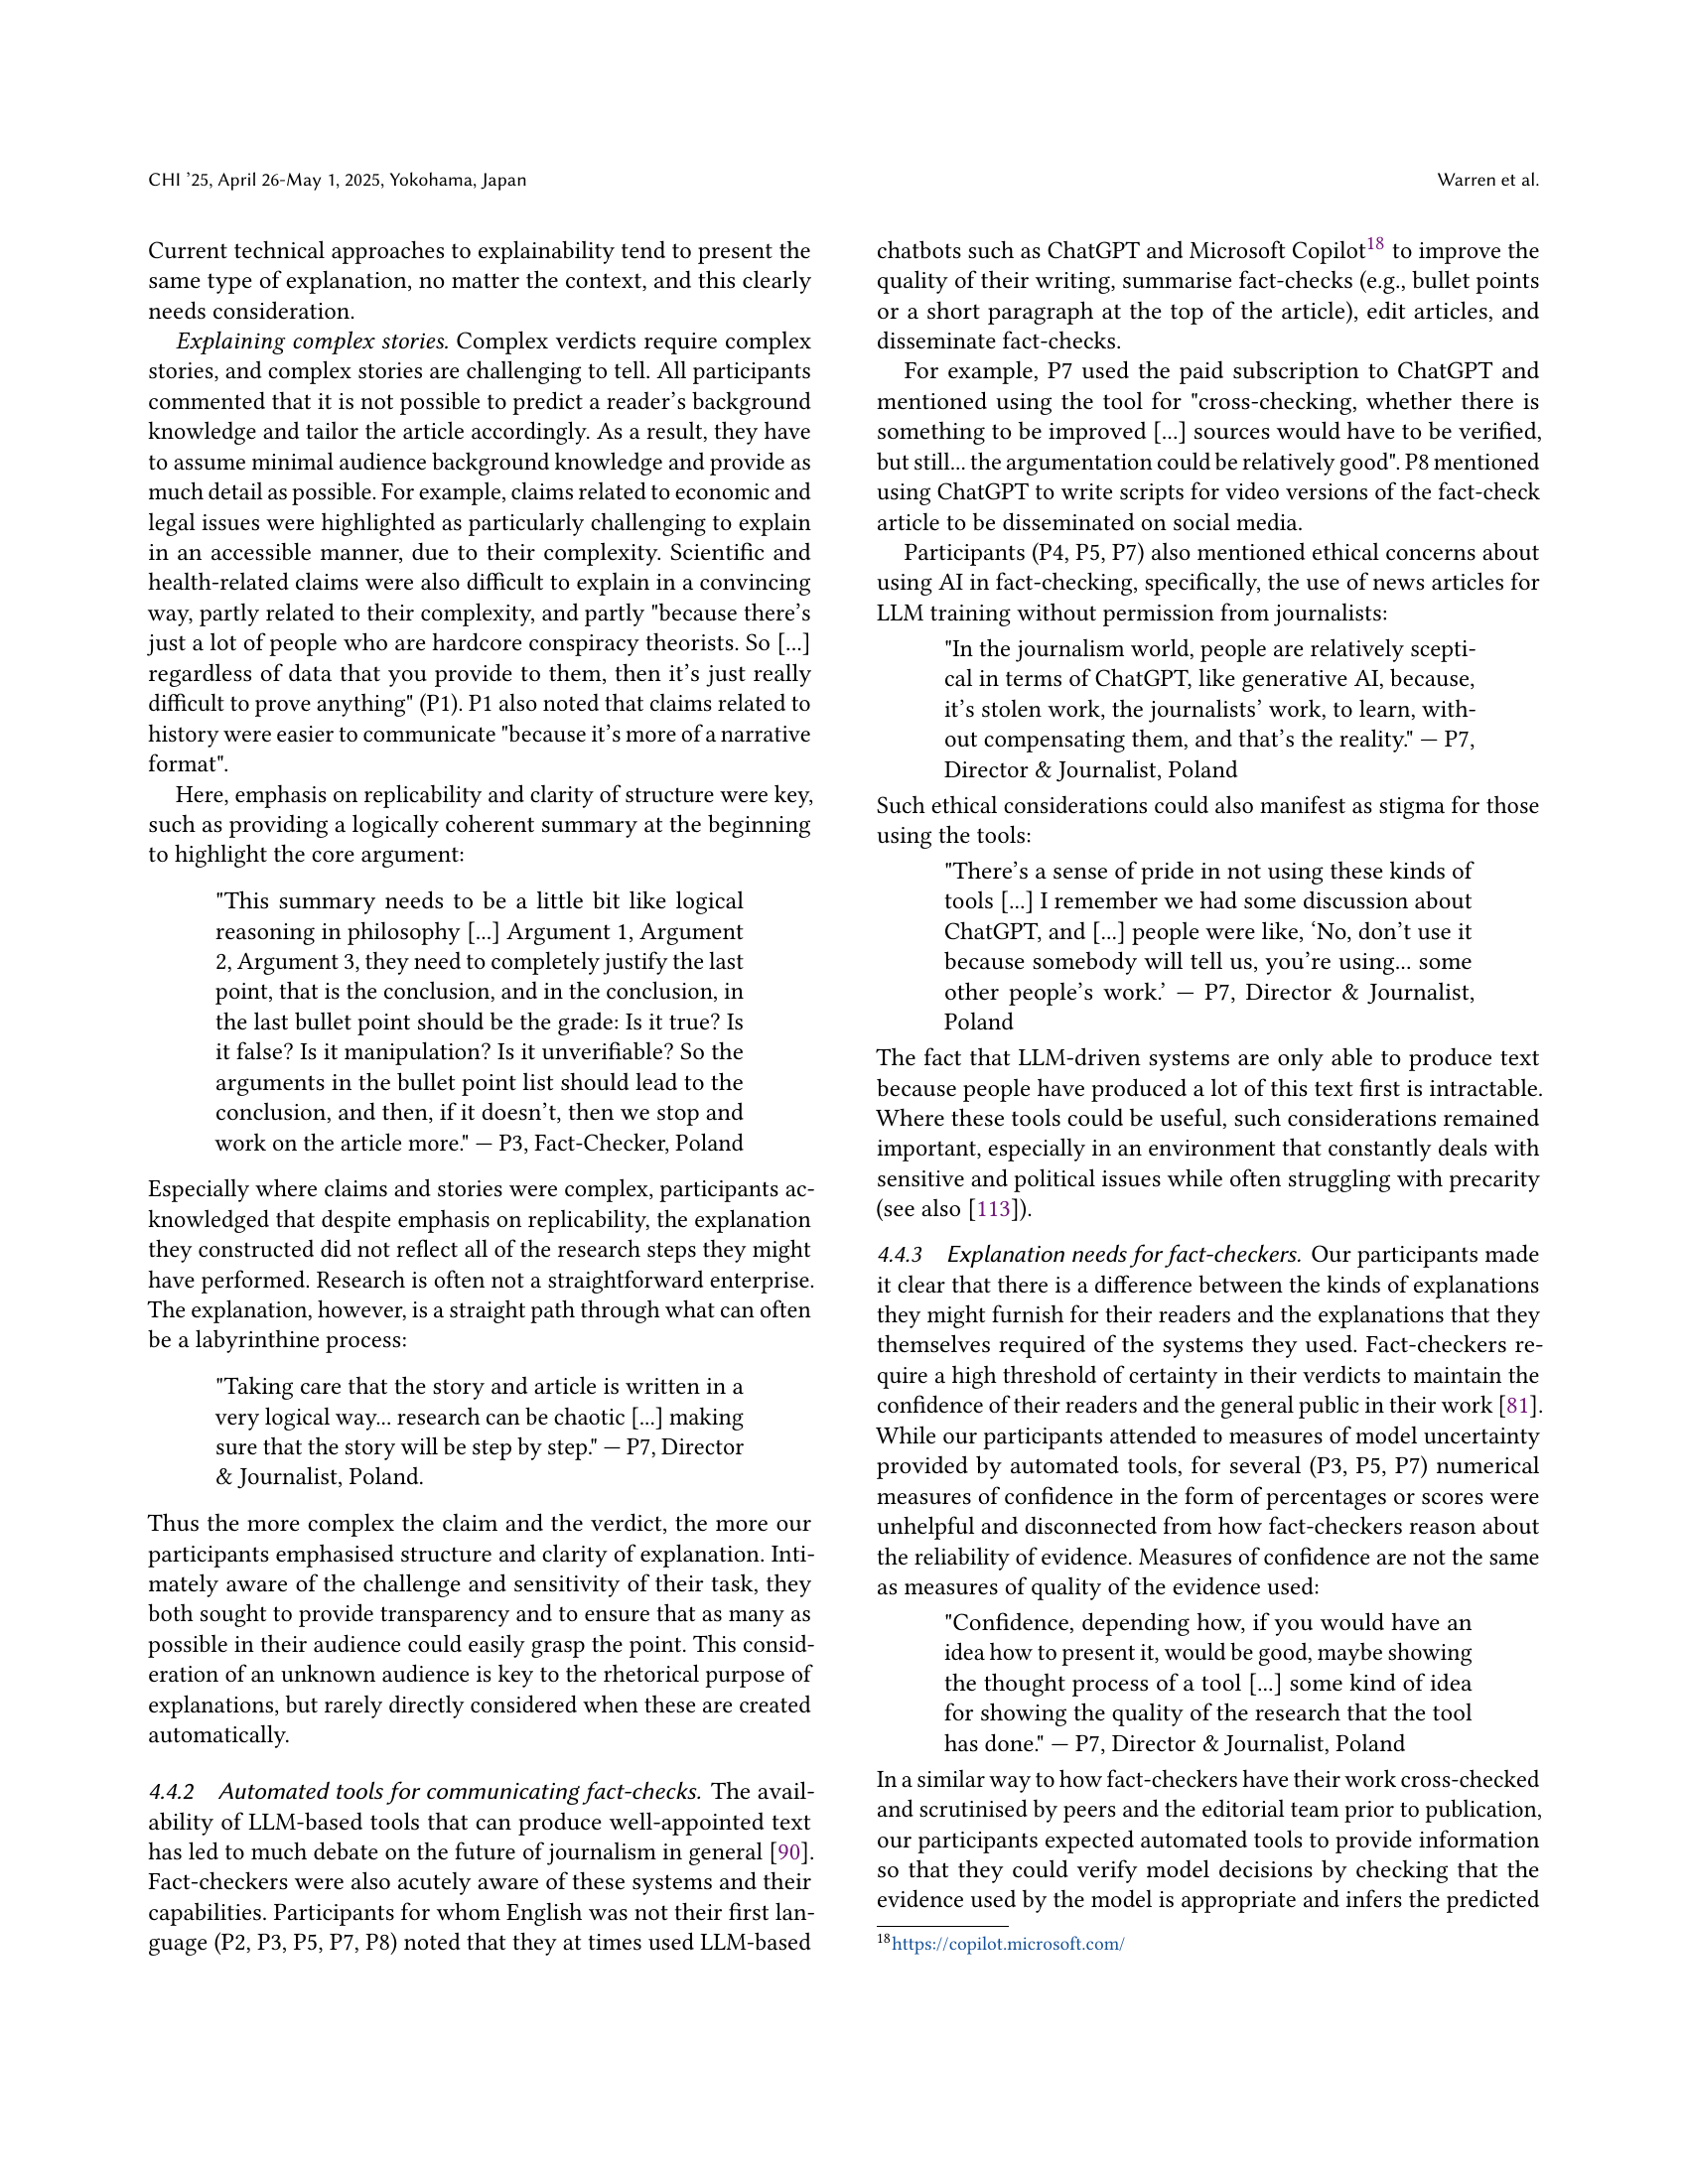 CHI '25, April 26-May 1, 2025, Yokohama, Japan
Warren et al.
Current technical approaches to explainability tend to present the
same type of explanation, no matter the context, and this clearly
needs consideration.
Explaining complex stories. Complex verdicts require complex
stories, and complex stories are challenging to tell. All participants
commented that it is not possible to predict a reader's background
knowledge and tailor the article accordingly. As a result, they have
to assume minimal audience background knowledge and provide as
much detail as possible. For example, claims related to economic and
legal issues were highlighted as particularly challenging to explain
in an accessible manner, due to their complexity. Scientific and
health-related claims were also difficult to explain in a convincing
way, partly related to their complexity, and partly "because there's
just a lot of people who are hardcore conspiracy theorists. So [...]
regardless of data that you provide to them, then it's just really
difficult to prove anything" (P1). P1 also noted that claims related to
history were easier to communicate "because it's more of a narrative
format".
Here, emphasis on replicability and clarity of structure were key,
such as providing a logically coherent summary at the beginning
to highlight the core argument:
"This summary needs to be a little bit like logical
reasoning in philosophy [...] Argument 1, Argument
2, Argument 3, they need to completely justify the last
point, that is the conclusion, and in the conclusion, in
the last bullet point should be the grade: Is it true? Is
it false? Is it manipulation? Is it unverifiable? So the
arguments in the bullet point list should lead to the
conclusion, and then, if it doesn't, then we stop and
work on the article more." — P3, Fact-Checker, Poland
Especially where claims and stories were complex, participants ac-
knowledged that despite emphasis on replicability, the explanation
they constructed did not reflect all of the research steps they might
have performed. Research is often not a straightforward enterprise.
The explanation, however, is a straight path through what can often
be a labyrinthine process:
"Taking care that the story and article is written in a
very logical way... research can be chaotic [...] making
sure that the story will be step by step." — P7, Director
& Journalist, Poland.
Thus the more complex the claim and the verdict, the more our
participants emphasised structure and clarity of explanation. Inti-
mately aware of the challenge and sensitivity of their task, they
both sought to provide transparency and to ensure that as many as
possible in their audience could easily grasp the point. This consid-
eration of an unknown audience is key to the rhetorical purpose of
explanations, but rarely directly considered when these are created
automatically.
4.4.2 Automated tools for communicating fact-checks. The avail-
ability of LLM-based tools that can produce well-appointed text
has led to much debate on the future of journalism in general [90].
Fact-checkers were also acutely aware of these systems and their
capabilities. Participants for whom English was not their first lan-
guage (P2, P3, P5, P7, P8) noted that they at times used LLM-based
chatbots such as ChatGPT and Microsoft Copilot18 to improve the
quality of their writing, summarise fact-checks (e.g., bullet points
or a short paragraph at the top of the article), edit articles, and
disseminate fact-checks.
For example, P7 used the paid subscription to ChatGPT and
mentioned using the tool for "cross-checking, whether there is
something to be improved [...] sources would have to be verified,
but still... the argumentation could be relatively good". P8 mentioned
using ChatGPT to write scripts for video versions of the fact-check
article to be disseminated on social media.
Participants (P4, P5, P7) also mentioned ethical concerns about
using AI in fact-checking, specifically, the use of news articles for
LLM training without permission from journalists:
"In the journalism world, people are relatively scepti-
cal in terms of ChatGPT, like generative AI, because,
it's stolen work, the journalists' work, to learn, with-
out compensating them, and that's the reality." — P7,
Director & Journalist, Poland
Such ethical considerations could also manifest as stigma for those
using the tools:
"There's a sense of pride in not using these kinds of
tools [...] I remember we had some discussion about
ChatGPT, and [...] people were like, 'No, don't use it
because somebody will tell us, you're using... some
other people's work.' — P7, Director & Journalist,
Poland
The fact that LLM-driven systems are only able to produce text
because people have produced a lot of this text first is intractable.
Where these tools could be useful, such considerations remained
important, especially in an environment that constantly deals with
sensitive and political issues while often struggling with precarity
(see also [113]).
4.4.3 Explanation needs for fact-checkers. Our participants made
it clear that there is a difference between the kinds of explanations
they might furnish for their readers and the explanations that they
themselves required of the systems they used. Fact-checkers re-
quire a high threshold of certainty in their verdicts to maintain the
confidence of their readers and the general public in their work [81].
While our participants attended to measures of model uncertainty
provided by automated tools, for several (P3, P5, P7) numerical
measures of confidence in the form of percentages or scores were
unhelpful and disconnected from how fact-checkers reason about
the reliability of evidence. Measures of confidence are not the same
as measures of quality of the evidence used:
"Confidence, depending how, if you would have an
idea how to present it, would be good, maybe showing
the thought process of a tool [...] some kind of idea
for showing the quality of the research that the tool
has done." — P7, Director & Journalist, Poland
In a similar way to how fact-checkers have their work cross-checked
and scrutinised by peers and the editorial team prior to publication,
our participants expected automated tools to provide information
so that they could verify model decisions by checking that the
evidence used by the model is appropriate and infers the predicted
18https://copilot.microsoft.com/